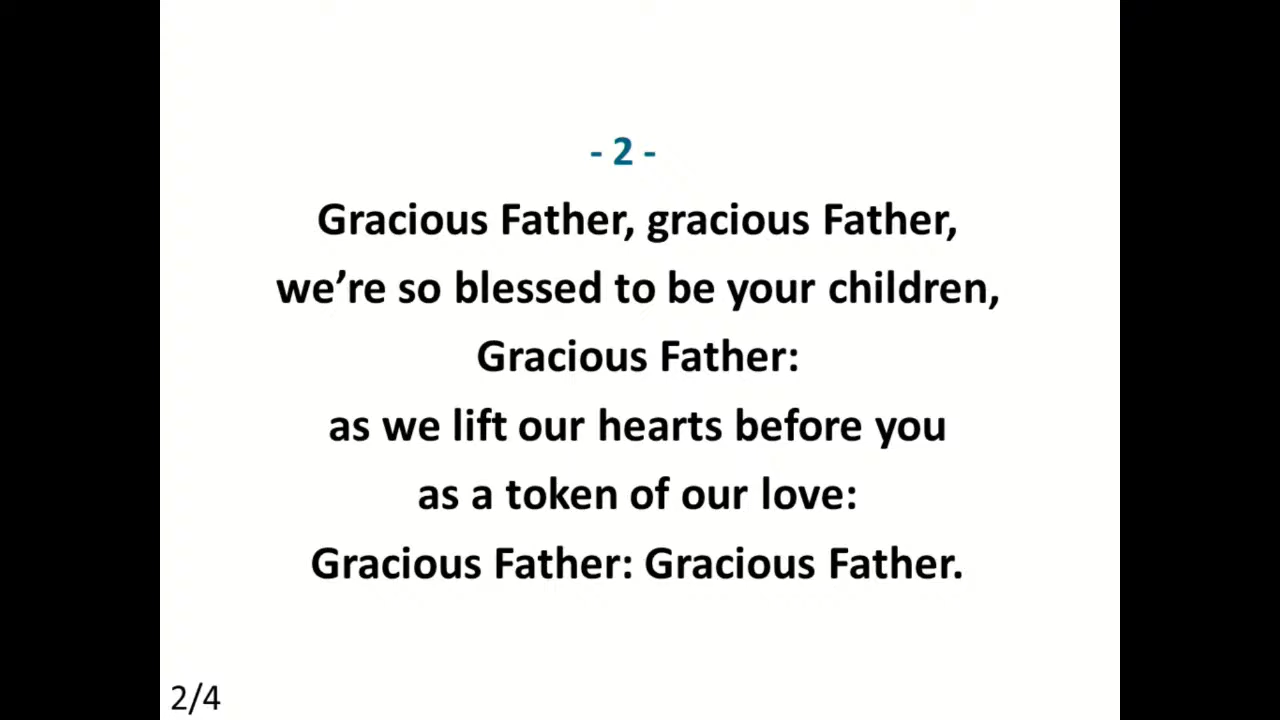 - 2 -
Gracious Father, gracious Father,
we’re so blessed to be your children,
Gracious Father:
as we lift our hearts before you
as a token of our love:
Gracious Father: Gracious Father.
2/4